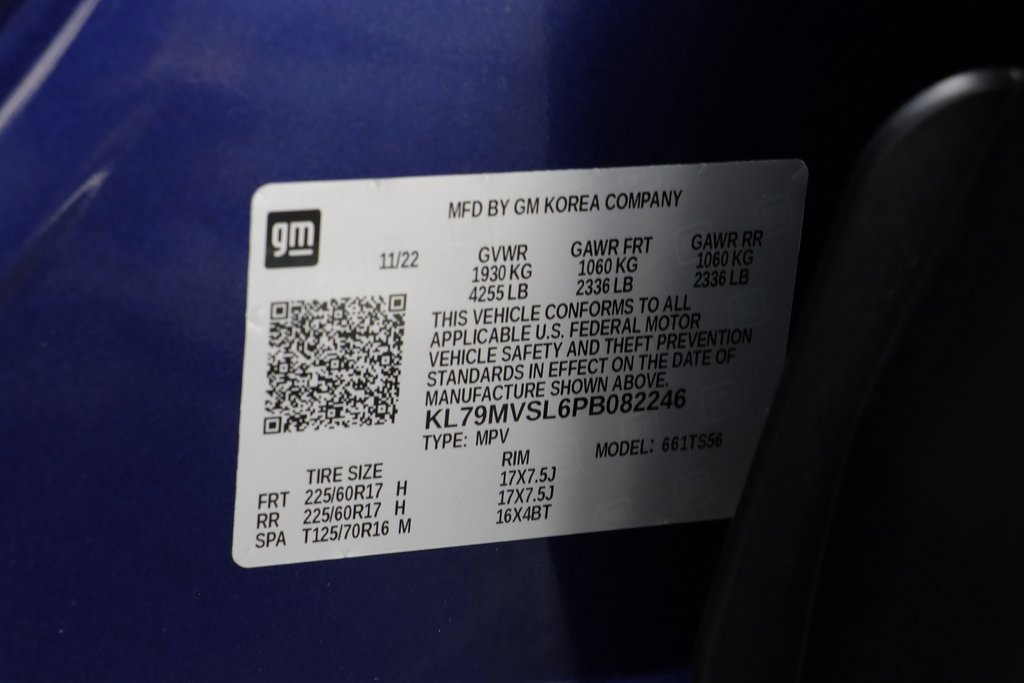 gm
MFD BY GM KOREA COMPANY
11/22
GVWR GAWR FRT GAWR RR
1930 KG 1060 KG 1060 KG
4255 LB 2336 LB 2336 LB
THIS VEHICLE CONFORMS TO ALL
APPLICABLE U.S. FEDERAL MOTOR
VEHICLE SAFETY AND THEFT PREVENTION
STANDARDS IN EFFECT ON THE DATE OF
MANUFACTURE SHOWN ABOVE.
KL79MVSL6PB082246
TYPE: MPV MODEL: 661TS56
TIRE SIZE RIM
FRT 225/60R17 H 17X7.5J
RR 225/60R17 H 17X7.5J
SPA T125/70R16 M 16X4BT